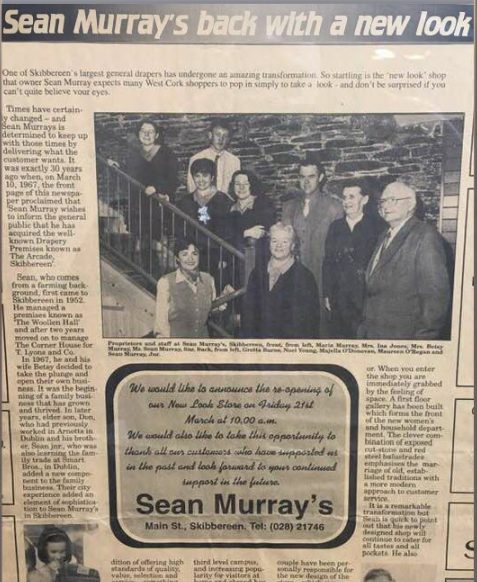 Sean Murray's back with a new look
One of Skibbereen's largest general drapers has undergone an amazing transformation. So startling is the 'new look' shop
that owner Sean Murray expects many West Cork shoppers to pop in simply to take a look - and don't be surprised if you
can't quite believe your eyes.
Times have certain-
ly changed – and
Sean Murrays is
determined to keep up
with those times by
delivering what the
customer wants. It
was exactly 30 years
ago when, on March
10, 1967, the front
page of this newspa-
per proclaimed that
'Sean Murray wishes
to inform the general
public that he has
acquired the well-
known Drapery
Premises known as
The Arcade,
Skibbereen'.
Sean, who comes
from a farming back-
ground, first came to
Skibbereen in 1952.
He managed a
premises known as
'The Woollen Hall'
and after two years
moved on to manage
The Corner House for
T. Lyons and Co.
In 1967, he and his
wife Betsy decided to
take the plunge and
open their own busi-
ness. It was the begin-
ning of a family busi-
ness that has grown
and thrived. In later
years, elder son, Don,
who had previously
worked in Arnotts in
Dublin and his broth-
er, Sean jnr., who was
also learning the fam-
ily trade at Smart
Bros., in Dublin,
added a new compo-
nent to the family
business. Their city
experience added an
element of sophistica-
tion to Sean Murray's
in Skibbereen.
Proprietors and staff at Sean Murray's, Skibbereen, front, from left, Maria Murray, Mrs. Ina Jones, Mrs. Betsy
Murray, Mr. Sean Murray, Snr. Back, from left, Gretta Burns, Noel Young, Majella O'Donovan, Maureen O'Regan and
Sean Murray, Jnr.
We would like to announce the re-opening of
our New Look Store on Friday 21st
March at 10.00 a.m.
We would also like to take this opportunity to
thank all our customers who have supported us
in the past and look forward to your continued
support in the future.
Sean Murray's
Main St., Skibbereen. Tel: (028) 21746
or. When you enter
the shop you are
immediately grabbed
by the feeling of
space. A first floor
gallery has been built
which forms the front
of the new women's
and household depart-
ment. The clever com-
bination of exposed
cut-stone and red
steel balustrades
emphasises the mar-
riage of old, estab-
lished traditions with
a more modern
approach to customer
service.
It is a remarkable
transformation but
Sean is quick to point
out that his newly
designed shop will
continue to cater for
all tastes and all
pockets. He also
dition of offering high
standards of quality,
value, selection and
third level campus,
and increasing popu-
larity for visitors at
couple have been per-
sonally responsible for
the new design of the